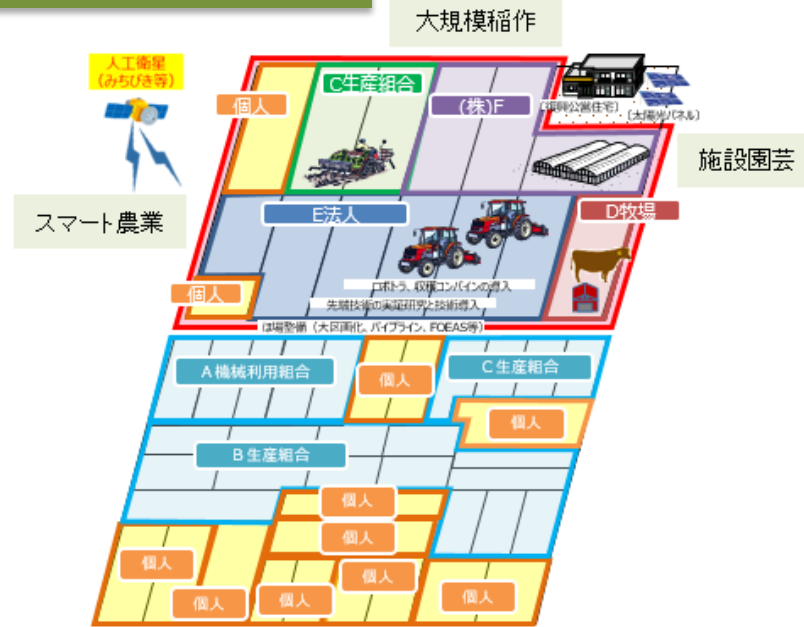 大規模稲作
人工衛星
(みちびき等)
個人
C生産組合
(株)F
〔復興公営住宅〕
〔太陽光パネル〕
施設園芸
スマート農業
E法人
D牧場
ロボトラ、収穫コンバインの導入
個人
先端技術の実証研究と技術導入
ほ場整備（大区画化、パイプライン、FOEAS等）
A機械利用組合
個人
C生産組合
個人
B生産組合
個人
個人
個人
個人
個人
個人
個人